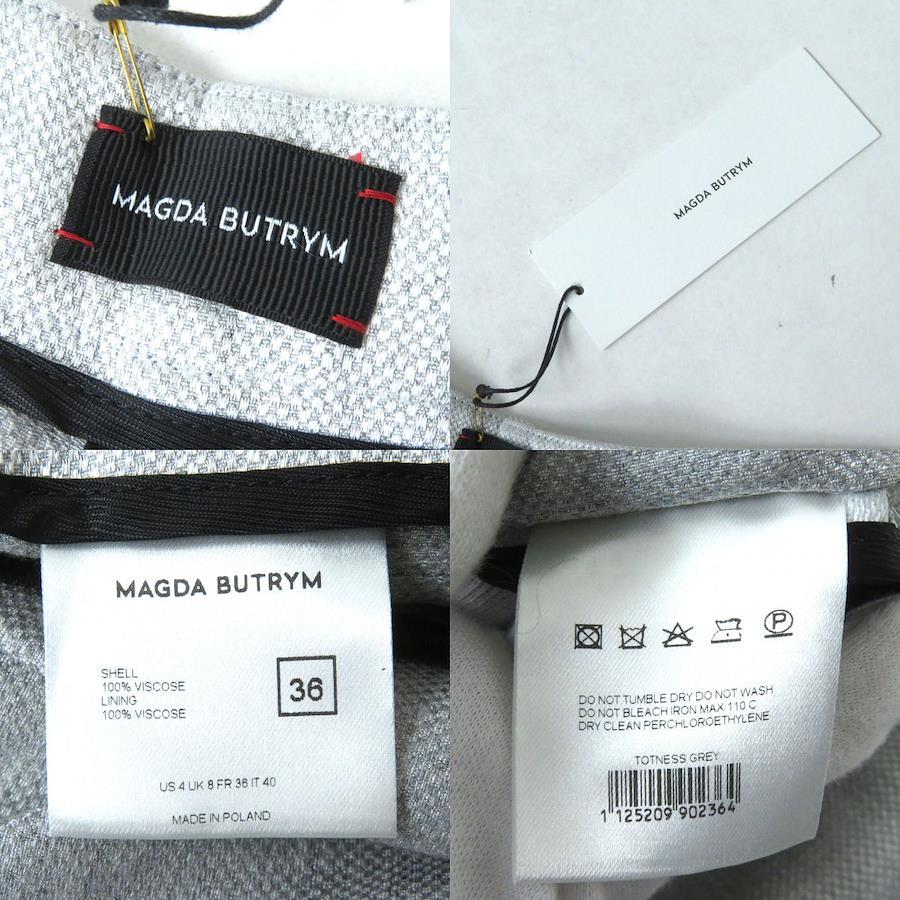 MAGDA BUTRYM
MAGDA BUTRYM
MAGDA BUTRYM
SHELL
100% VISCOSE
LINING
100% VISCOSE
36
US 4 UK 8 FR 36 IT 40
MADE IN POLAND
P
DO NOT TUMBLE DRY DO NOT WASH
DO NOT BLEACH IRON MAX 110 C
DRY CLEAN PERCHLOROETHYLENE
TOTNESS GREY
1 125209 902364